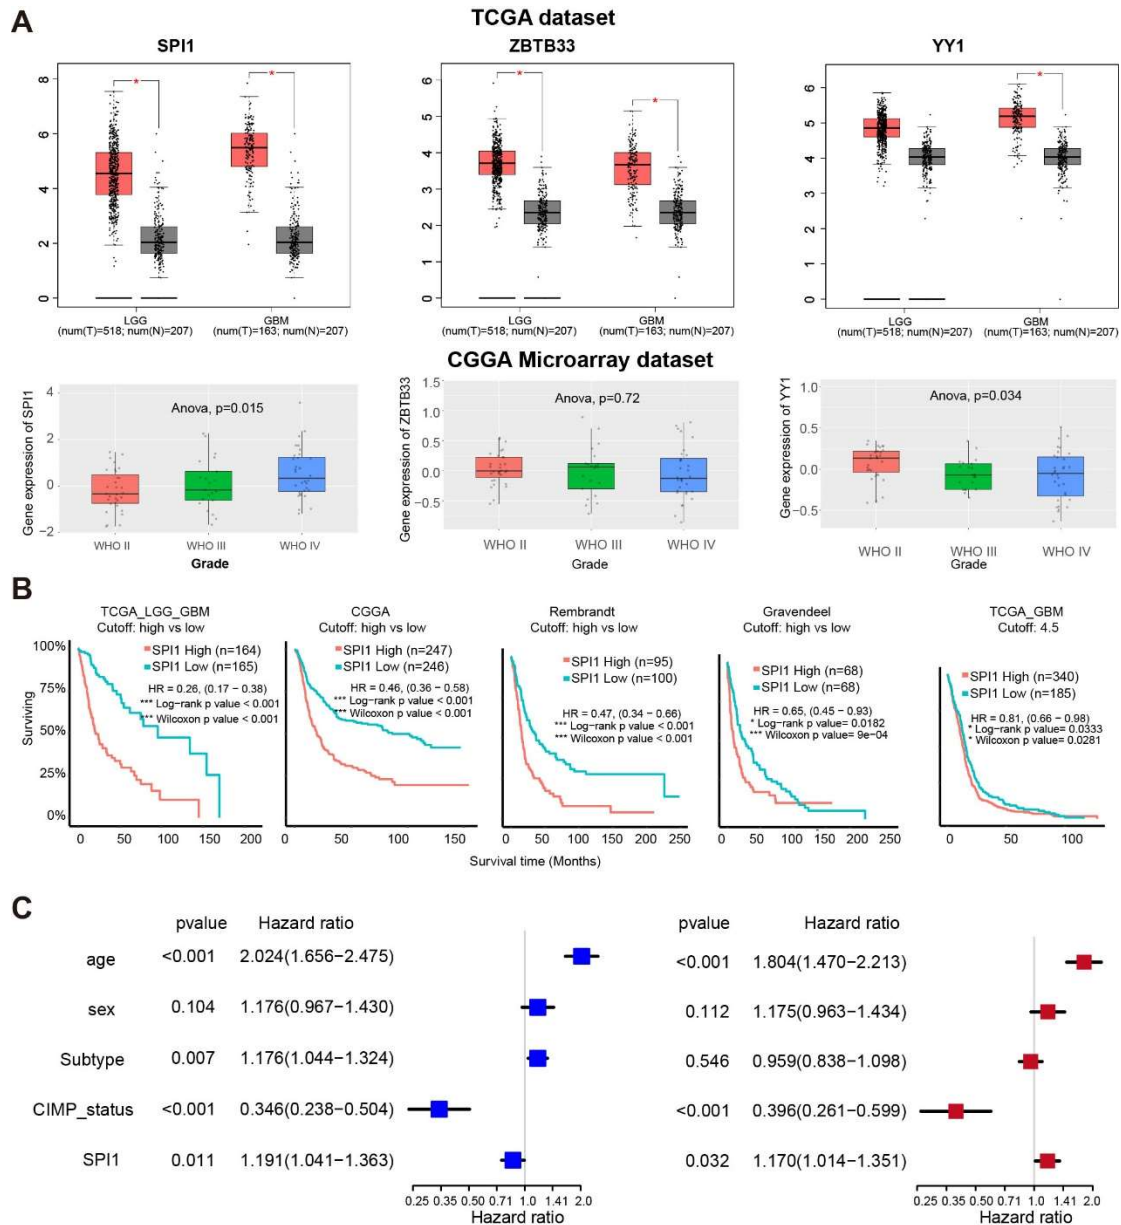 A
TCGA dataset
SPI1
ZBTB33
YY1
8
6
4
2
0
6
5
4
3
2
1
0
6
5
4
3
2
1
0
*
*
*
*
*
LGG
(num(T)=518; num(N)=207)
GBM
(num(T)=163; num(N)=207)
LGG
(num(T)=518; num(N)=207)
GBM
(num(T)=163; num(N)=207)
LGG
(num(T)=518; num(N)=207)
GBM
(num(T)=163; num(N)=207)
CGGA Microarray dataset
Gene expression of SPI1
4
2
0
−2
Anova, p=0.015
WHO II
WHO III
WHO IV
Grade
Gene expression of ZBTB33
1.5
1.0
0.5
0.0
−0.5
Anova, p=0.72
WHO II
WHO III
WHO IV
Grade
Gene expression of YY1
1.0
0.0
−0.5
Anova, p=0.034
WHO II
WHO III
WHO IV
Grade
B
Surviving
100%
75%
50%
25%
0%
TCGA_LGG_GBM
Cutoff: high vs low
SPI1 High (n=164)
SPI1 Low (n=165)
HR = 0.26, (0.17 − 0.38)
*** Log−rank p value < 0.001
*** Wilcoxon p value < 0.001
0 50 100 150 200
CGGA
Cutoff: high vs low
SPI1 High (n=247)
SPI1 Low (n=246)
HR = 0.46, (0.36 − 0.58)
*** Log−rank p value < 0.001
*** Wilcoxon p value < 0.001
0 50 100 150
Rembrandt
Cutoff: high vs low
SPI1 High (n=95)
SPI1 Low (n=100)
HR = 0.47, (0.34 − 0.66)
*** Log−rank p value < 0.001
*** Wilcoxon p value < 0.001
0 50 100 150 200 250
Gravendeel
Cutoff: high vs low
SPI1 High (n=68)
SPI1 Low (n=68)
HR = 0.65, (0.45 − 0.93)
* Log−rank p value= 0.0182
*** Wilcoxon p value= 9e−04
0 50 100 150 200 250
TCGA_GBM
Cutoff: 4.5
SPI1 High (n=340)
SPI1 Low (n=185)
HR = 0.81, (0.66 − 0.98)
* Log−rank p value= 0.0333
* Wilcoxon p value= 0.0281
0 50 100
Survival time (Months)
C
pvalue Hazard ratio
age <0.001 2.024(1.656−2.475)
sex 0.104 1.176(0.967−1.430)
Subtype 0.007 1.176(1.044−1.324)
CIMP_status <0.001 0.346(0.238−0.504)
SPI1 0.011 1.191(1.041−1.363)
0.25 0.35 0.50 0.71 1.0 1.41 2.0
Hazard ratio
pvalue Hazard ratio
<0.001 1.804(1.470−2.213)
0.112 1.175(0.963−1.434)
0.546 0.959(0.838−1.098)
<0.001 0.396(0.261−0.599)
0.032 1.170(1.014−1.351)
0.25 0.35 0.50 0.71 1.0 1.41 2.0
Hazard ratio